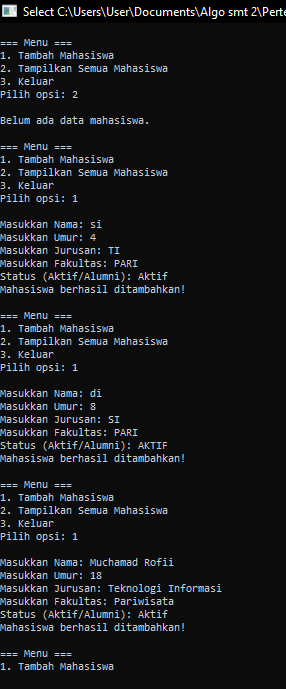 Select C:\Users\User\Documents\Algo smt 2\Perte
=== Menu ===
1. Tambah Mahasiswa
2. Tampilkan Semua Mahasiswa
3. Keluar
Pilih opsi: 2
Belum ada data mahasiswa.
=== Menu ===
1. Tambah Mahasiswa
2. Tampilkan Semua Mahasiswa
3. Keluar
Pilih opsi: 1
Masukkan Nama: si
Masukkan Umur: 4
Masukkan Jurusan: TI
Masukkan Fakultas: PARI
Status (Aktif/Alumni): Aktif
Mahasiswa berhasil ditambahkan!
=== Menu ===
1. Tambah Mahasiswa
2. Tampilkan Semua Mahasiswa
3. Keluar
Pilih opsi: 1
Masukkan Nama: di
Masukkan Umur: 8
Masukkan Jurusan: SI
Masukkan Fakultas: PARI
Status (Aktif/Alumni): AKTIF
Mahasiswa berhasil ditambahkan!
=== Menu ===
1. Tambah Mahasiswa
2. Tampilkan Semua Mahasiswa
3. Keluar
Pilih opsi: 1
Masukkan Nama: Muchamad Rofii
Masukkan Umur: 18
Masukkan Jurusan: Teknologi Informasi
Masukkan Fakultas: Pariwisata
Status (Aktif/Alumni): Aktif
Mahasiswa berhasil ditambahkan!
=== Menu ===
1. Tambah Mahasiswa